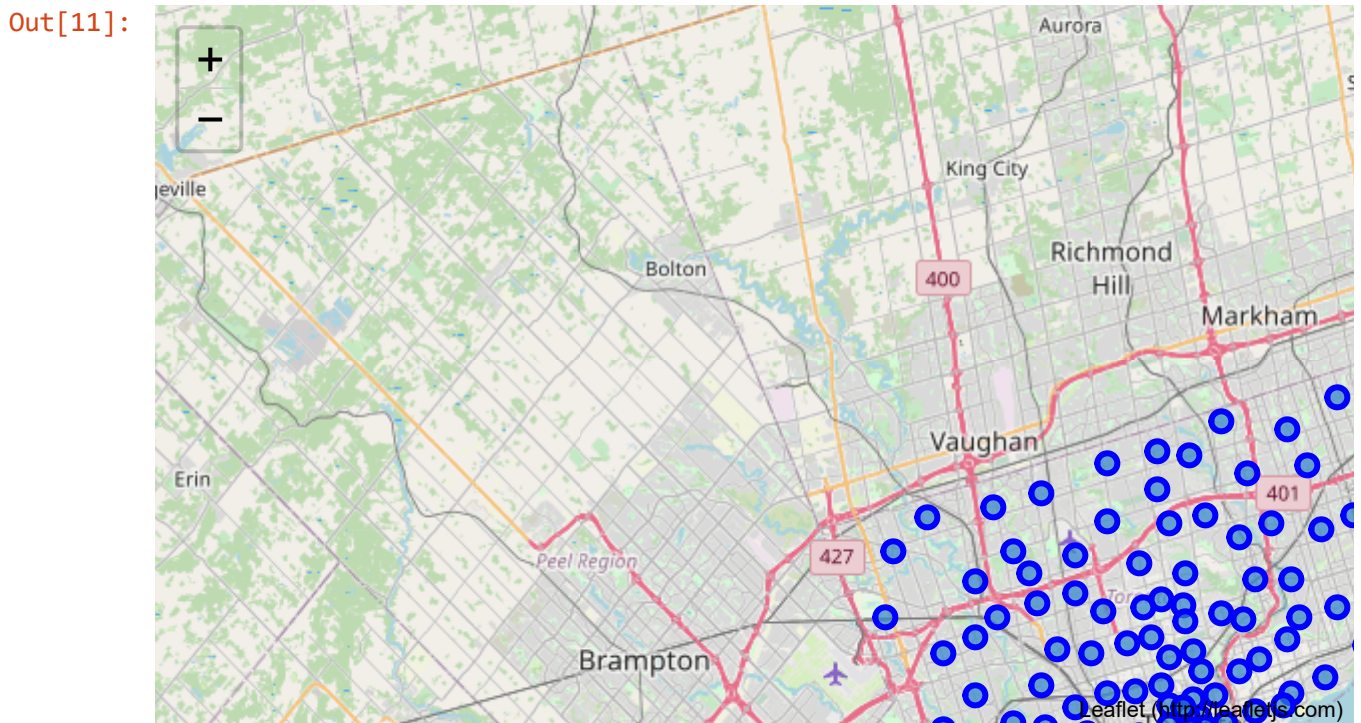 Out[11]:
+
−
Aurora
geville
King City
Richmond
Hill
Bolton
400
Markham
Vaughan
Erin
401
427
Peel Region
Brampton
Leaflet (http://leafletjs.com)